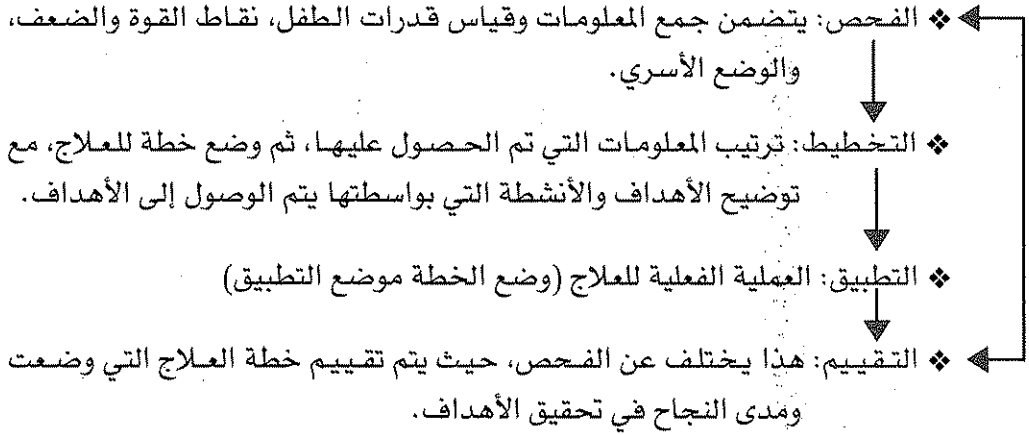 ❖ الفحص: يتضمن جمع المعلومات وقياس قدرات الطفل، نقاط القوة والضعف،
والوضع الأسري.
❖ التخطيط: ترتيب المعلومات التي تم الحصول عليها، ثم وضع خطة للعلاج، مع
توضيح الأهداف والأنشطة التي بواسطتها يتم الوصول إلى الأهداف.
❖ التطبيق: العملية الفعلية للعلاج (وضع الخطة موضع التطبيق)
❖ التقييم: هذا يختلف عن الفحص، حيث يتم تقييم خطة العلاج التي وضعت
ومدى النجاح في تحقيق الأهداف.